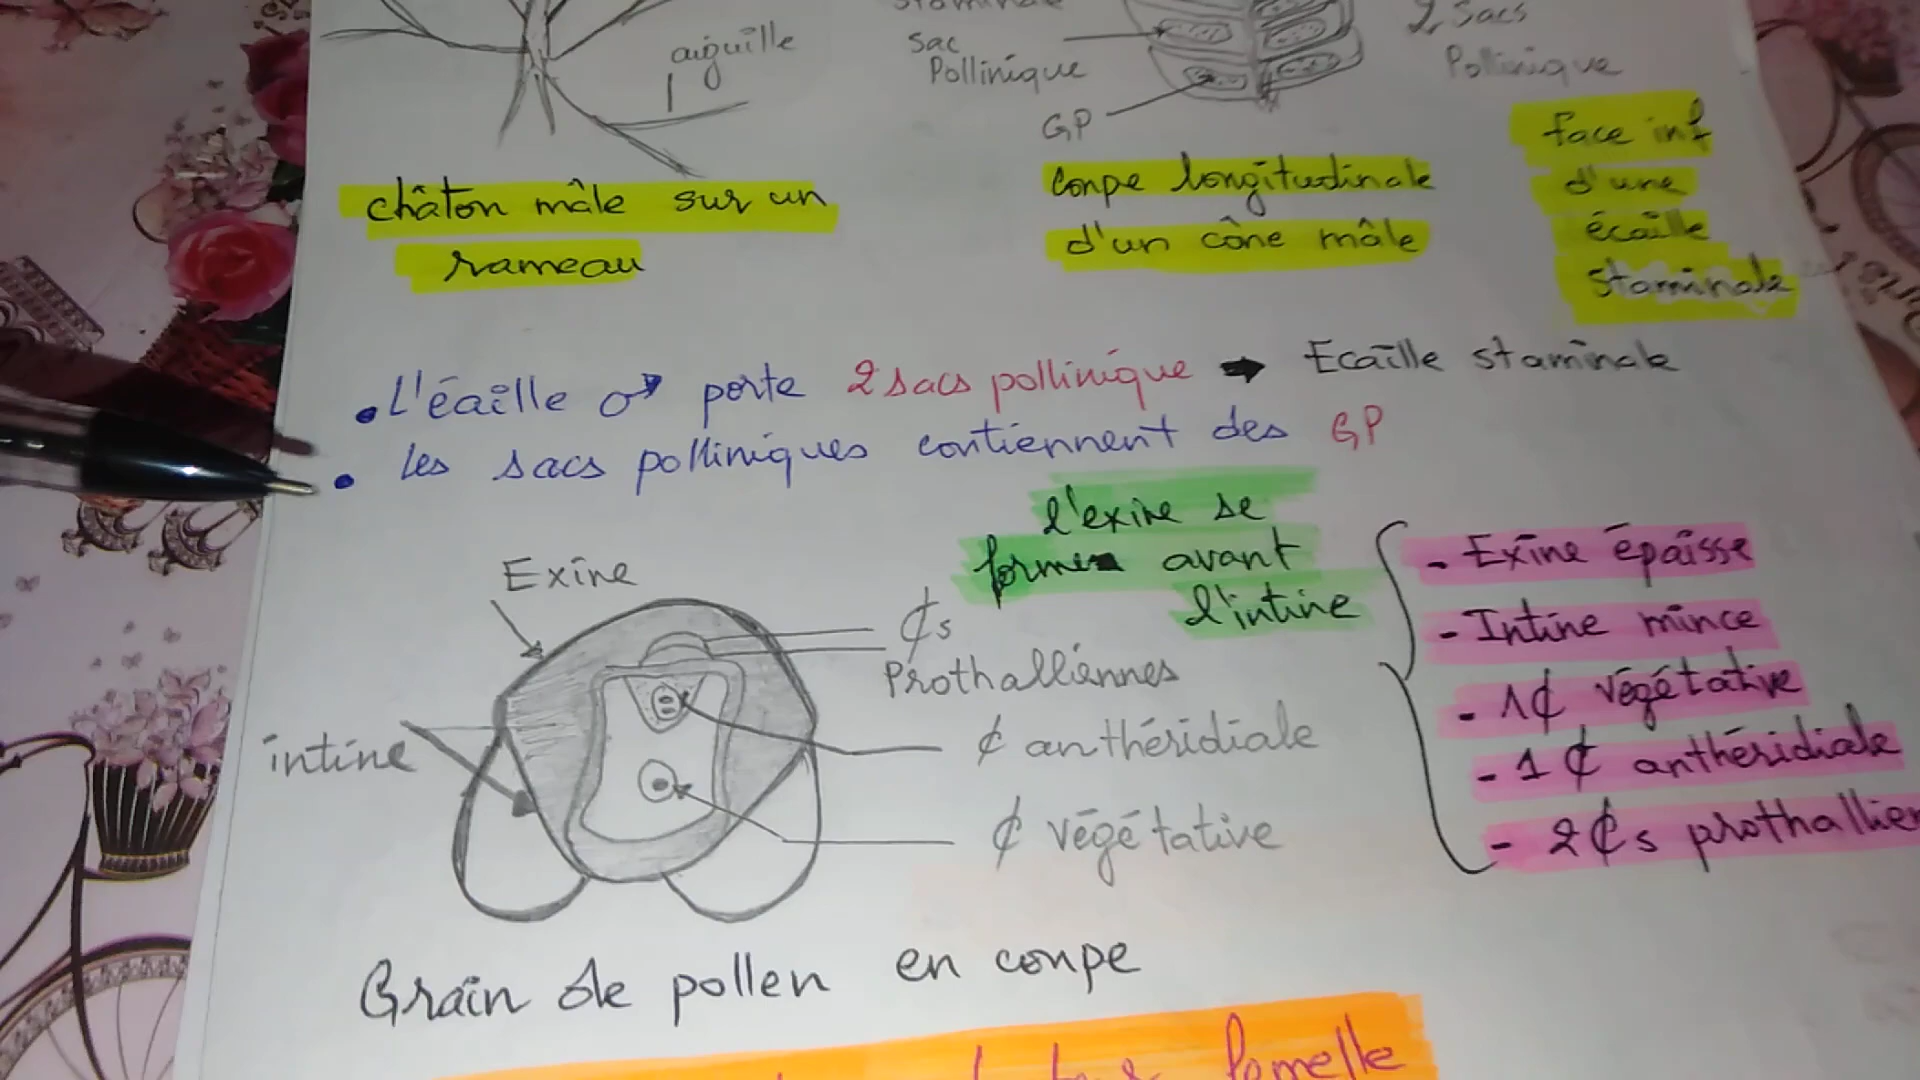 aiguille
Sac
Pollinique
GP
2 Sacs
Pollinique
châton mâle sur un
rameau
coupe longitudinale
d'un cône mâle
face inf
d'une
écaille
staminale
• L'éaille ♂ porte 2 sacs pollinique → Ecaille staminale
• les sacs polliniques contiennent des GP
l'exine se
forme avant
l'intine
Exine
intine
₵s
Prothalliennes
₵ anthéridiale
₵ végétative
- Exine épaisse
- Intine mince
- 1₵ végétative
- 1 ₵ anthéridiale
- 2₵s prothallien
Grain de pollen en coupe
femelle